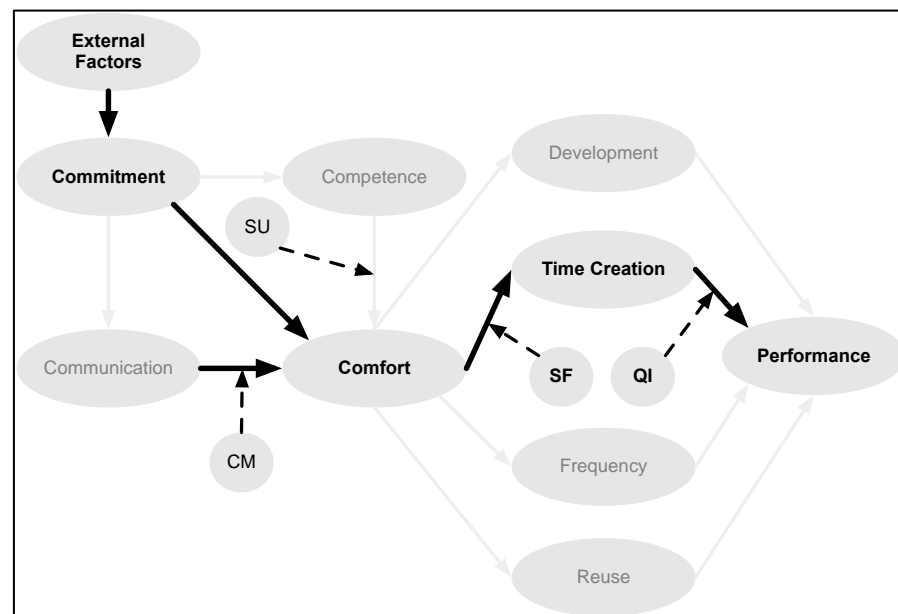 External
Factors
Commitment
Competence
Development
SU
Time Creation
Communication
Comfort
SF
QI
Performance
CM
Frequency
Reuse